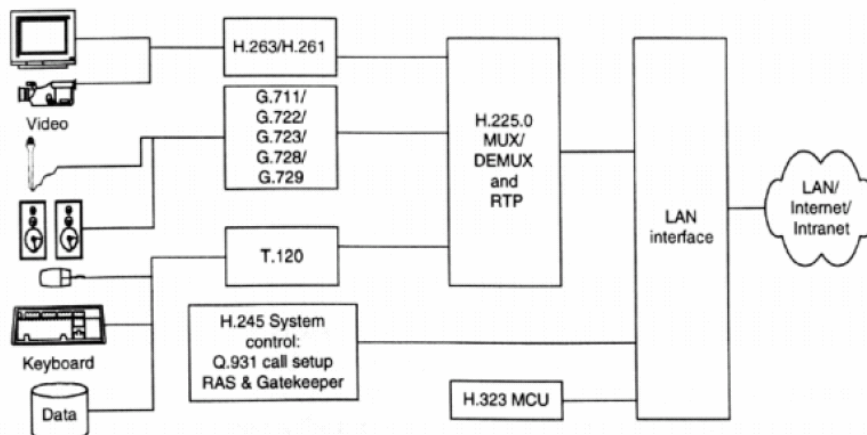 Video
Keyboard
Data
H.263/H.261
G.711/
G.722/
G.723/
G.728/
G.729
T.120
H.245 System
control:
Q.931 call setup
RAS & Gatekeeper
H.225.0
MUX/
DEMUX
and
RTP
H.323 MCU
LAN
interface
LAN/
Internet/
Intranet